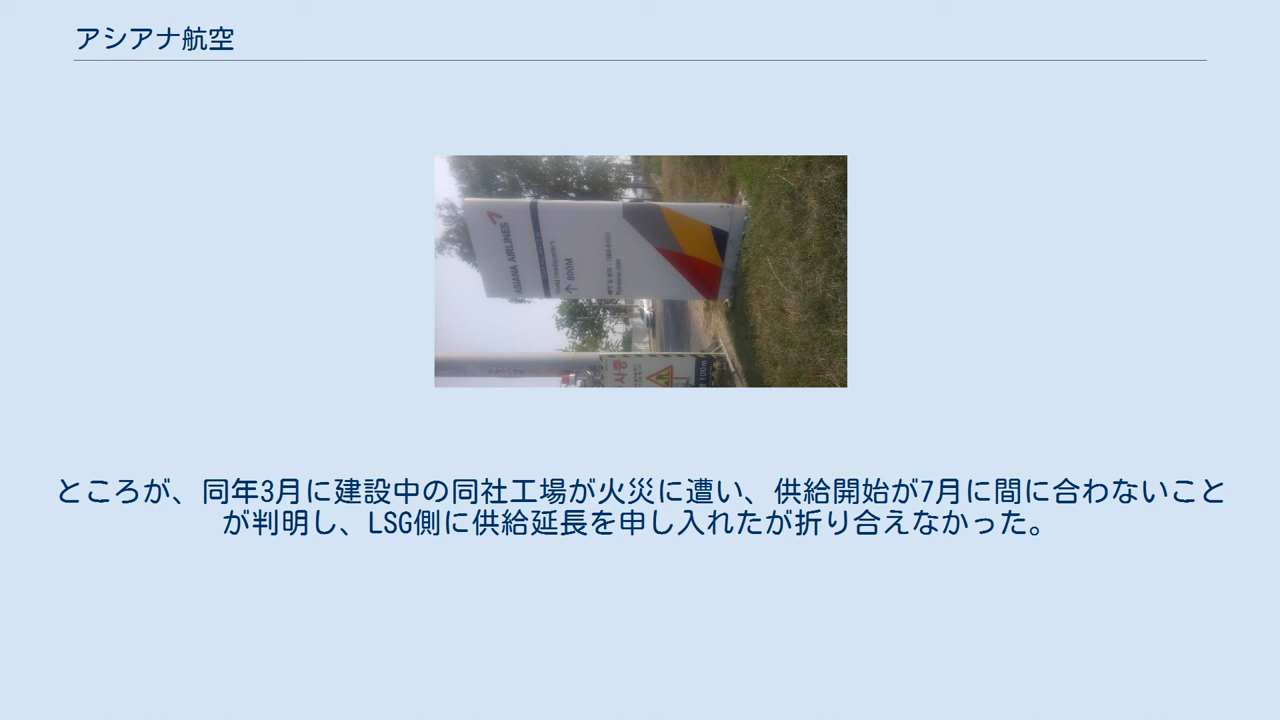 アシアナ航空
ASIANA AIRLINES
World Headquarters
800M
ところが、同年3月に建設中の同社工場が火災に遭い、供給開始が7月に間に合わないこと
が判明し、LSG側に供給延長を申し入れたが折り合えなかった。